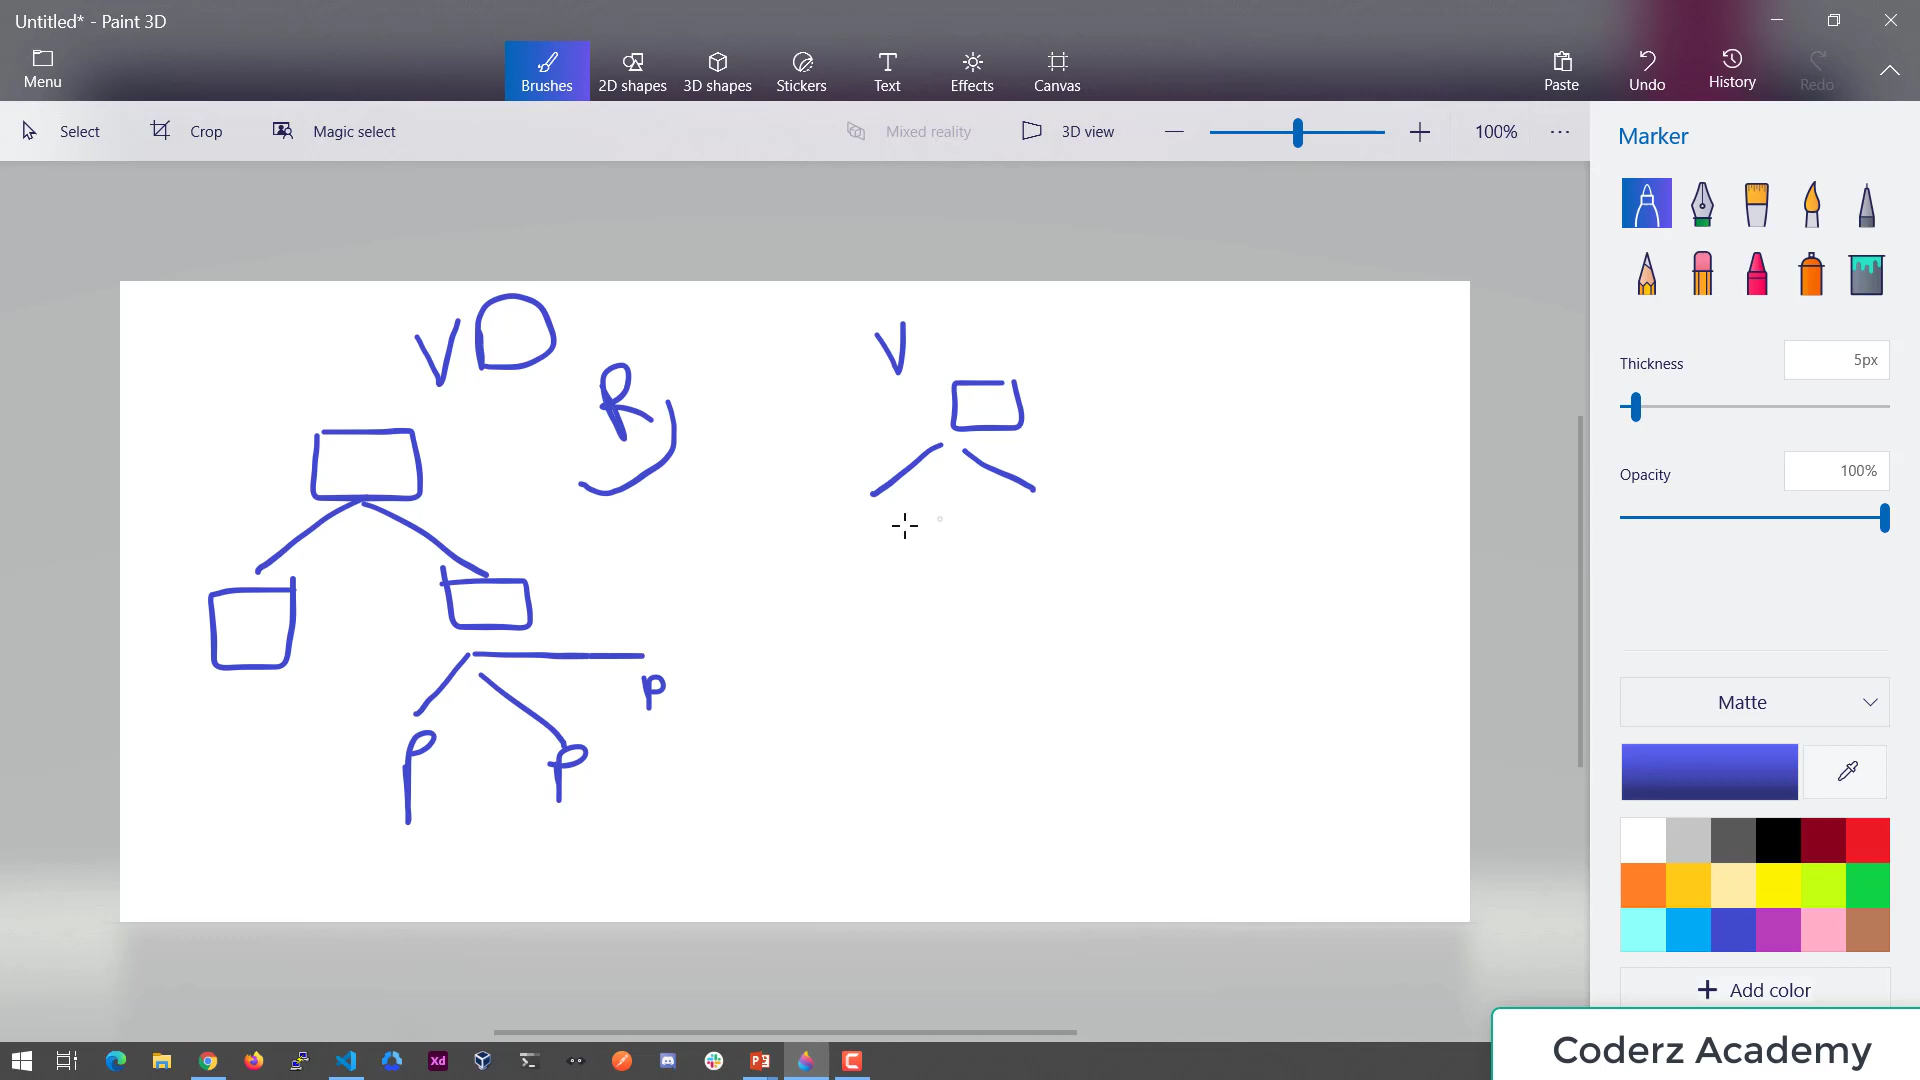 Untitled* - Paint 3D
Menu
Brushes
2D shapes
3D shapes
Stickers
Text
Effects
Canvas
Paste
Undo
History
Redo
Select
Crop
Magic select
Mixed reality
3D view
100%
Marker
Thickness
5px
Opacity
100%
Matte
Add color
V D
R
V
P
P
P
Xd
Coderz Academy